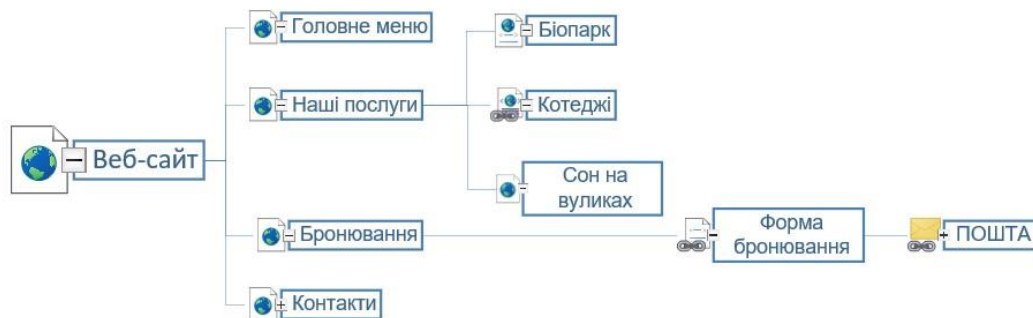 Веб-сайт
Головне меню
Наші послуги
Біопарк
Котеджі
Сон на
вуликах
Бронювання
Форма
бронювання
ПОШТА
Контакти